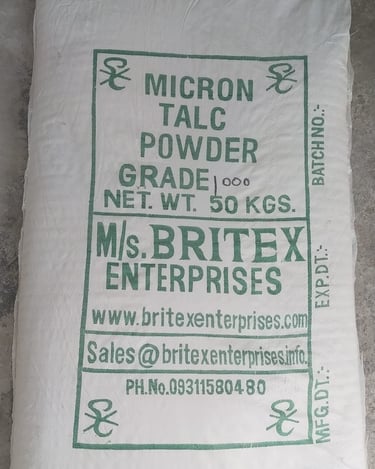 MICRON
TALC
POWDER
GRADE 1000
NET. WT. 50 KGS.
M/s. BRITEX
ENTERPRISES
www.britexenterprises.com
Sales@britexenterprises.info.
PH.No.09311580480
BATCH NO.:-
EXP.DT.:-
MFG.DT.:-